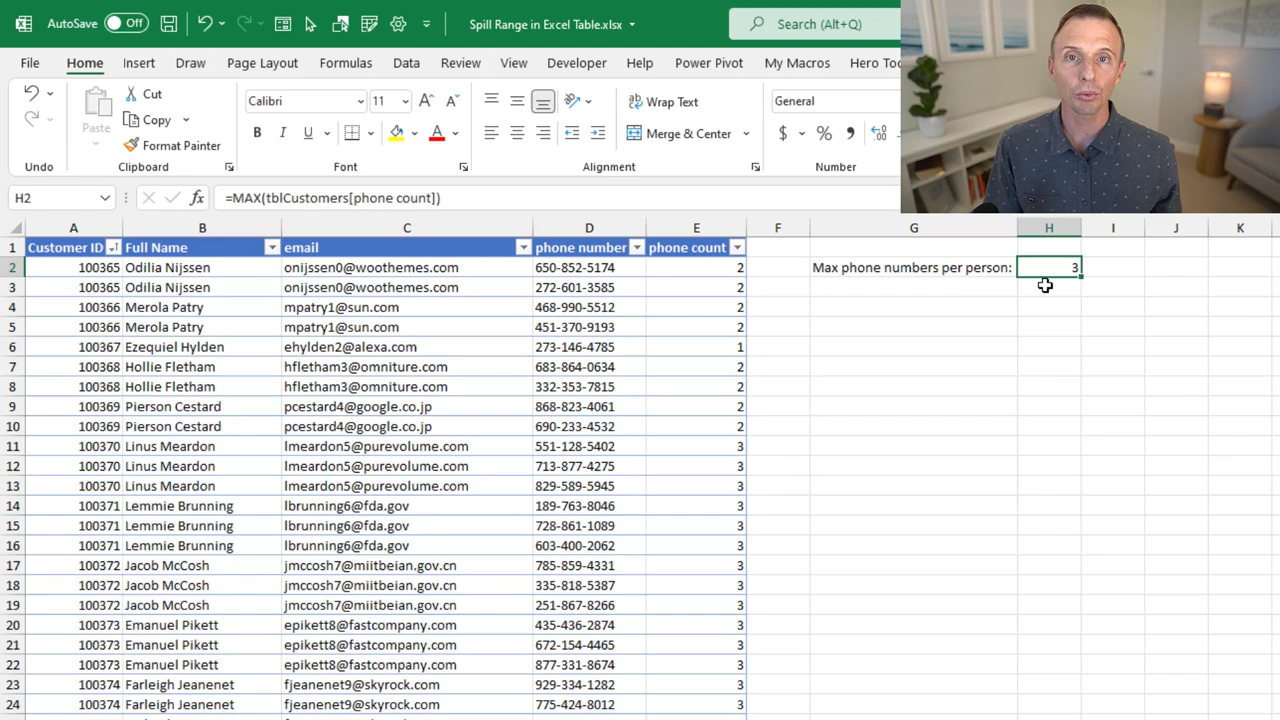 AutoSave Off Spill Range in Excel Table.xlsx Search (Alt+Q)
File Home Insert Draw Page Layout Formulas Data Review View Developer Help Power Pivot My Macros Hero Too
Cut Calibri 11 Wrap Text General
Paste Copy B I U A Merge & Center $ % 
Format Painter
Undo Clipboard Font Alignment Number
H2 fx =MAX(tblCustomers[phone count])
A B C D E F G H I J K
1 Customer ID Full Name email phone number phone count
2 100365 Odilia Nijssen onijssen0@woothemes.com 650-852-5174 2 Max phone numbers per person: 3
3 100365 Odilia Nijssen onijssen0@woothemes.com 272-601-3585 2
4 100366 Merola Patry mpatry1@sun.com 468-990-5512 2
5 100366 Merola Patry mpatry1@sun.com 451-370-9193 2
6 100367 Ezequiel Hylden ehylden2@alexa.com 273-146-4785 1
7 100368 Hollie Fletham hfletham3@omniture.com 683-864-0634 2
8 100368 Hollie Fletham hfletham3@omniture.com 332-353-7815 2
9 100369 Pierson Cestard pcestard4@google.co.jp 868-823-4061 2
10 100369 Pierson Cestard pcestard4@google.co.jp 690-233-4532 2
11 100370 Linus Meardon lmeardon5@purevolume.com 551-128-5402 3
12 100370 Linus Meardon lmeardon5@purevolume.com 713-877-4275 3
13 100370 Linus Meardon lmeardon5@purevolume.com 829-589-5945 3
14 100371 Lemmie Brunning lbrunning6@fda.gov 189-763-8046 3
15 100371 Lemmie Brunning lbrunning6@fda.gov 728-861-1089 3
16 100371 Lemmie Brunning lbrunning6@fda.gov 603-400-2062 3
17 100372 Jacob McCosh jmccosh7@miitbeian.gov.cn 785-859-4331 3
18 100372 Jacob McCosh jmccosh7@miitbeian.gov.cn 335-818-5387 3
19 100372 Jacob McCosh jmccosh7@miitbeian.gov.cn 251-867-8266 3
20 100373 Emanuel Pikett epikett8@fastcompany.com 435-436-2874 3
21 100373 Emanuel Pikett epikett8@fastcompany.com 672-154-4465 3
22 100373 Emanuel Pikett epikett8@fastcompany.com 877-331-8674 3
23 100374 Farleigh Jeanenet fjeanenet9@skyrock.com 929-334-1282 3
24 100374 Farleigh Jeanenet fjeanenet9@skyrock.com 775-424-8012 3